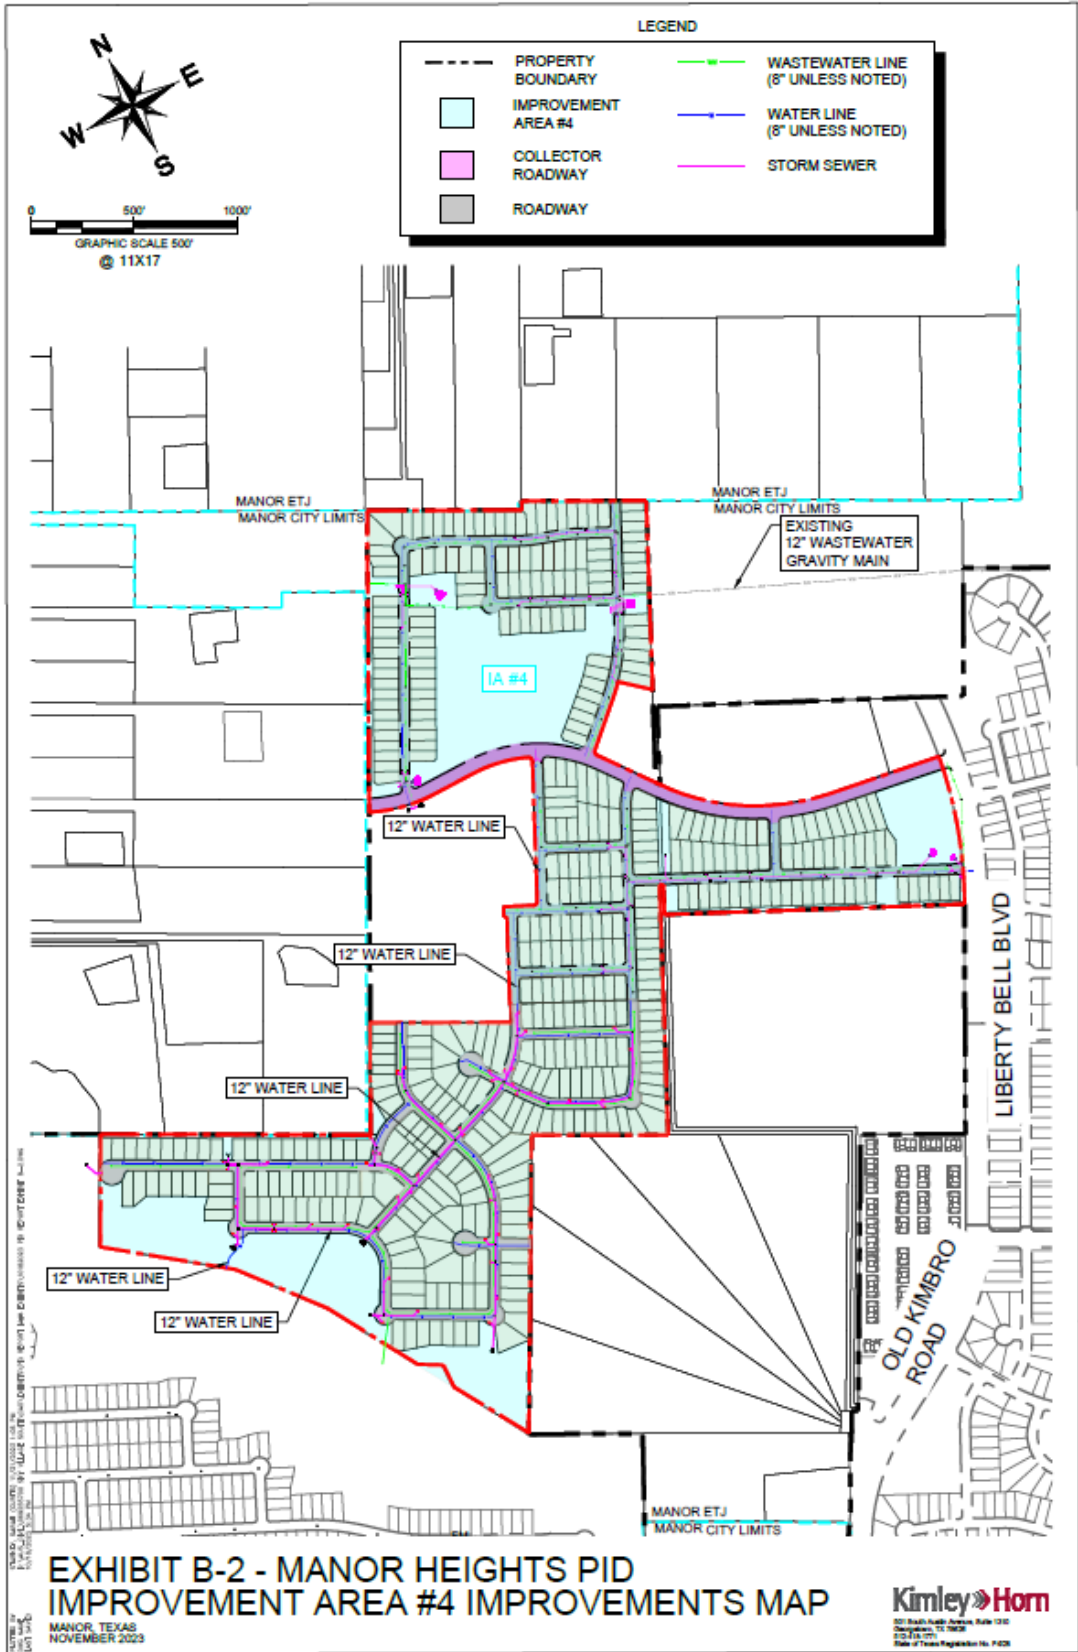 LEGEND
PROPERTY
BOUNDARY
IMPROVEMENT
AREA #4
COLLECTOR
ROADWAY
ROADWAY
WASTEWATER LINE
(8" UNLESS NOTED)
WATER LINE
(8" UNLESS NOTED)
STORM SEWER
N
E
W
S
0 500' 1000'
GRAPHIC SCALE 500'
@ 11X17
MANOR ETJ
MANOR CITY LIMITS
MANOR ETJ
MANOR CITY LIMITS
EXISTING
12" WASTEWATER
GRAVITY MAIN
IA #4
12" WATER LINE
12" WATER LINE
12" WATER LINE
12" WATER LINE
12" WATER LINE
LIBERTY BELL BLVD
OLD KIMBRO
ROAD
MANOR ETJ
MANOR CITY LIMITS
EXHIBIT B-2 - MANOR HEIGHTS PID
IMPROVEMENT AREA #4 IMPROVEMENTS MAP
MANOR, TEXAS
NOVEMBER 2023
Kimley»Horn